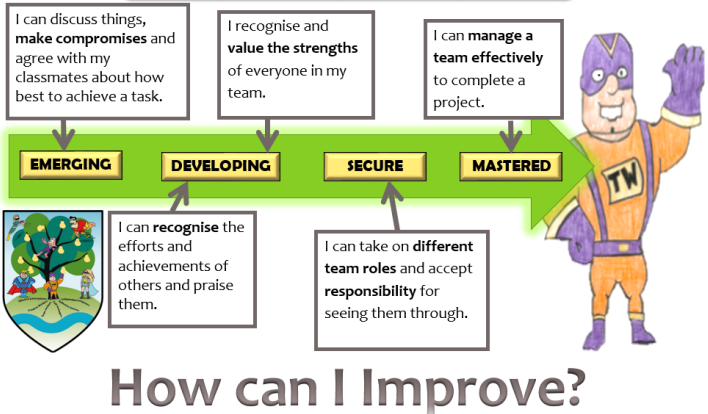 I can discuss things,
make compromises and
agree with my
classmates about how
best to achieve a task.
I recognise and
value the strengths
of everyone in my
team.
I can manage a
team effectively
to complete a
project.
EMERGING
DEVELOPING
SECURE
MASTERED
TW
I can recognise the
efforts and
achievements of
others and praise
them.
I can take on different
team roles and accept
responsibility for
seeing them through.
How can I Improve?